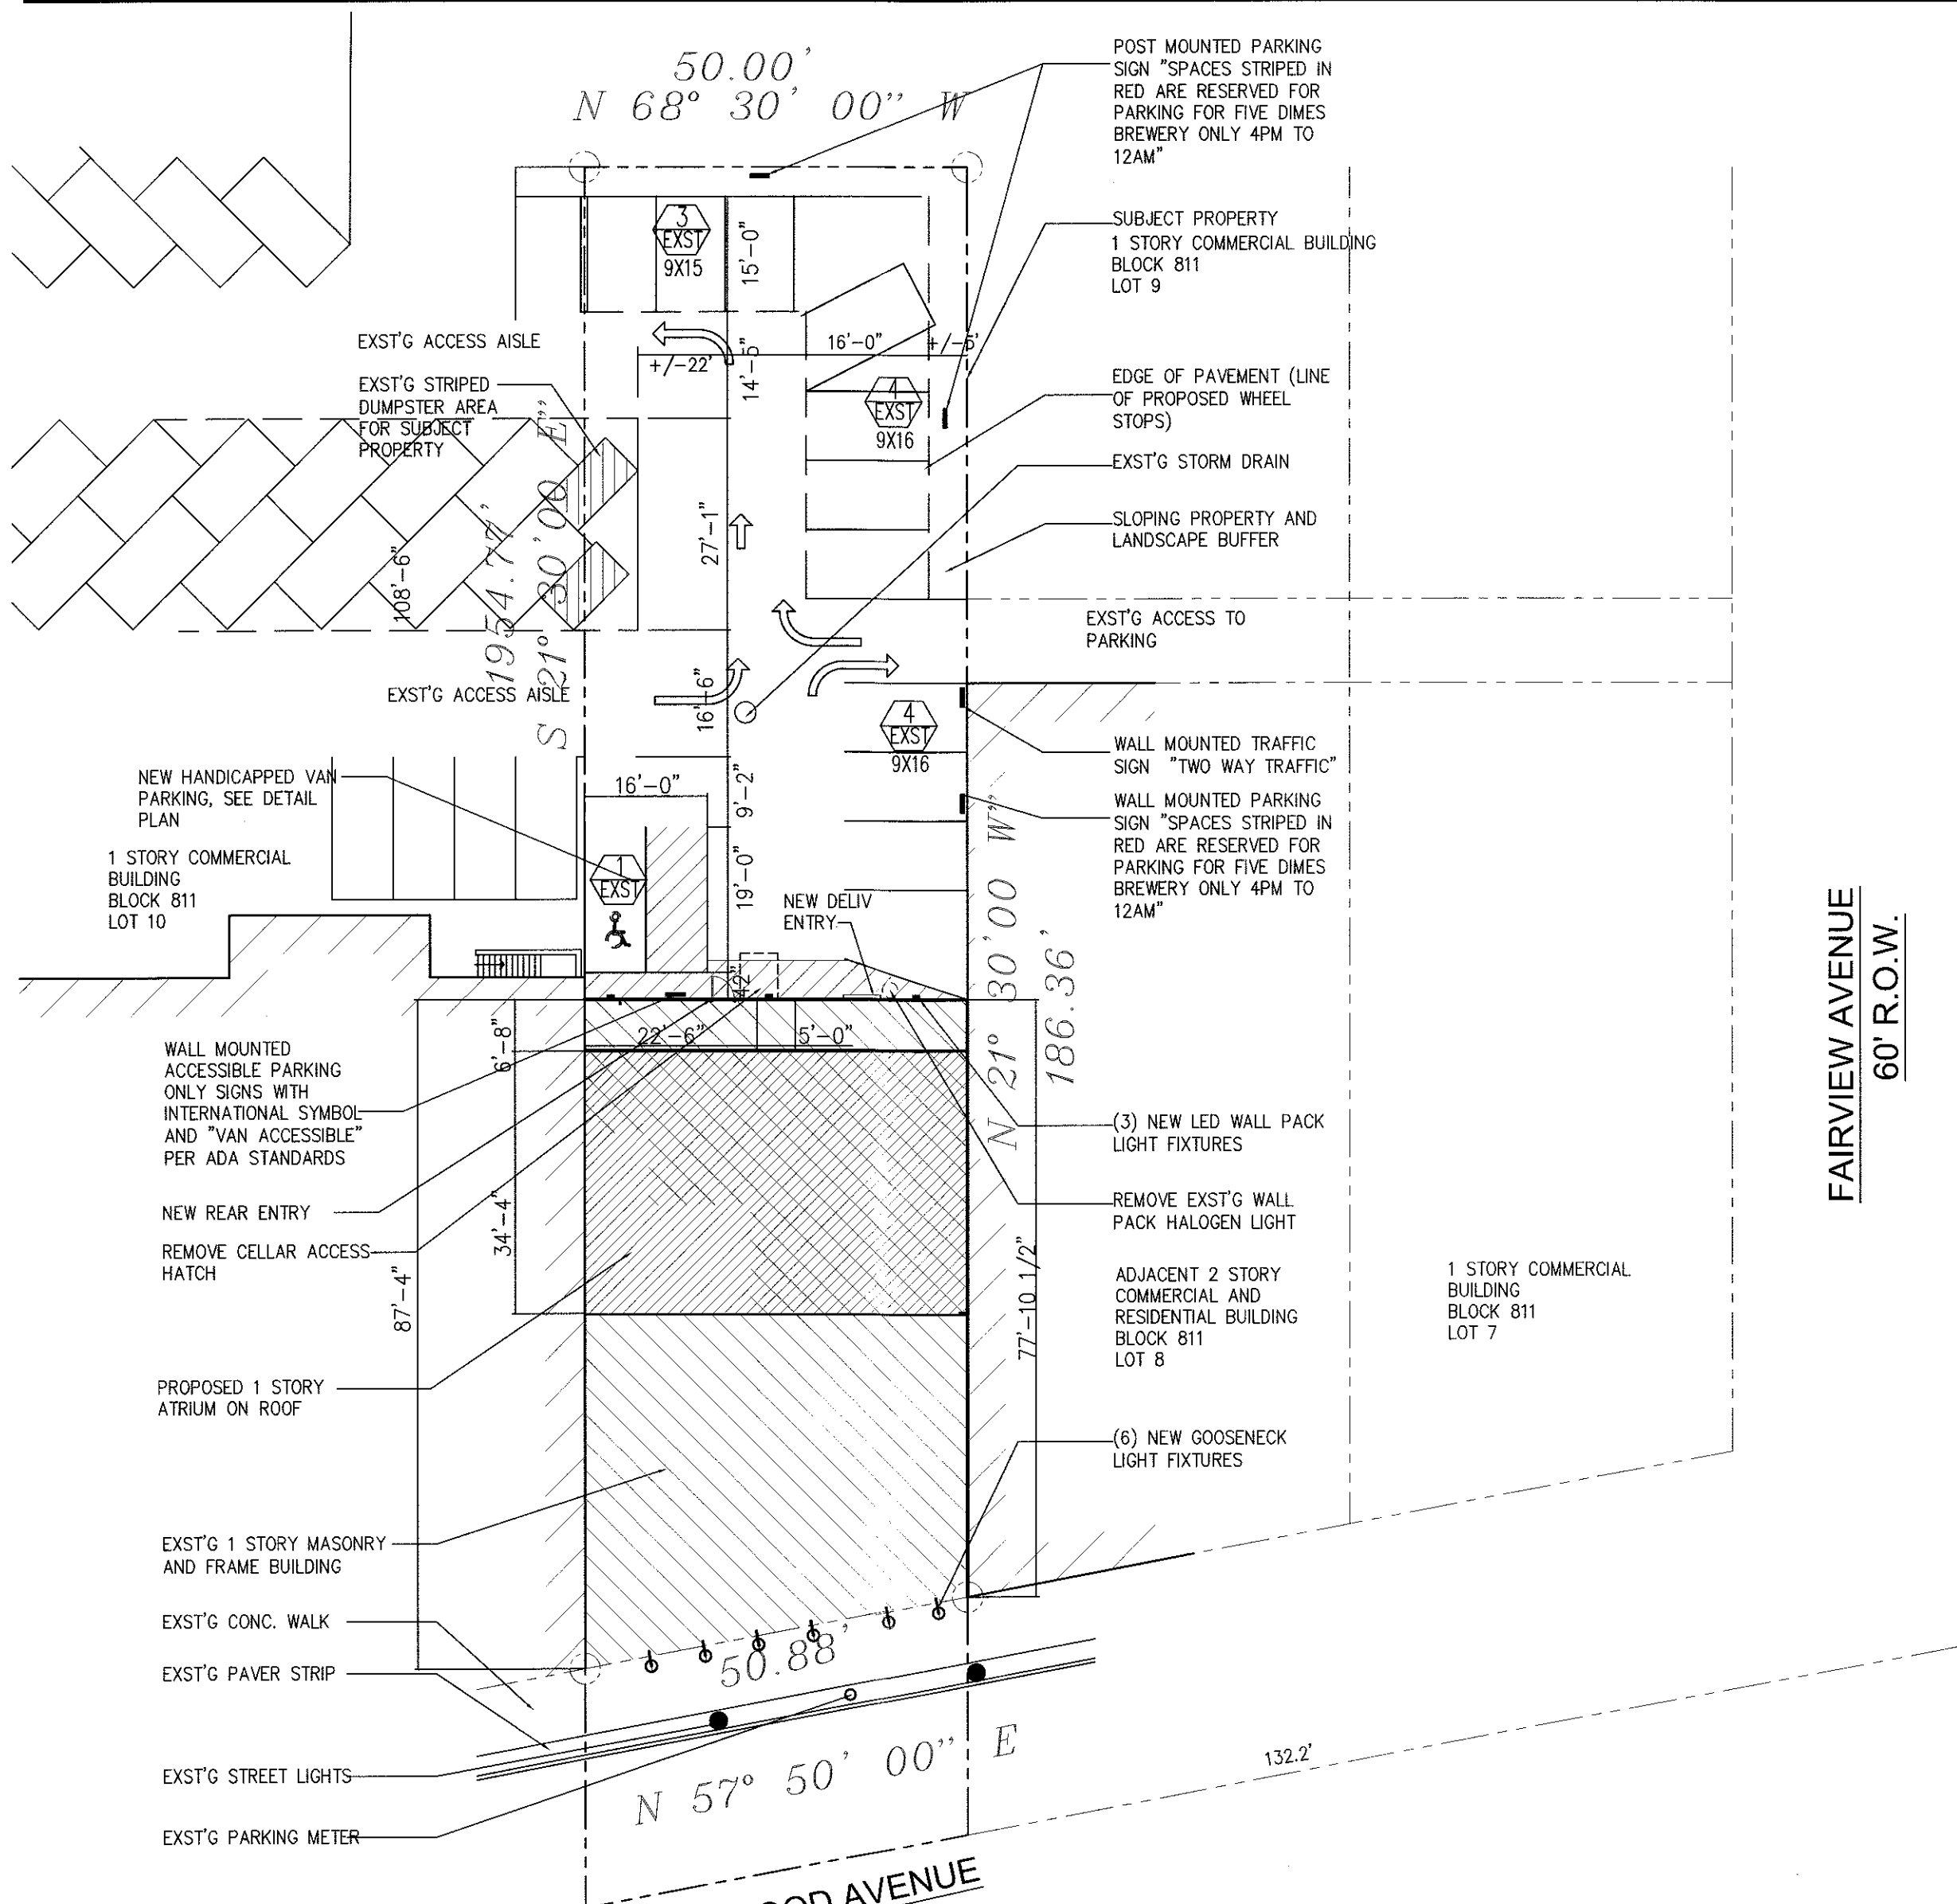 50.00'
N 68° 30' 00" W
POST MOUNTED PARKING
SIGN "SPACES STRIPED IN
RED ARE RESERVED FOR
PARKING FOR FIVE DIMES
BREWERY ONLY 4PM TO
12AM"
3
EXST
9X15
15'-0"
SUBJECT PROPERTY
1 STORY COMMERCIAL BUILDING
BLOCK 811
LOT 9
EXST'G ACCESS AISLE
+/-22'
14'-5"
16'-0"
+/-5'
EXST'G STRIPED
DUMPSTER AREA
FOR SUBJECT
PROPERTY
4
EXST
9X16
EDGE OF PAVEMENT (LINE
OF PROPOSED WHEEL
STOPS)
EXST'G STORM DRAIN
SLOPING PROPERTY AND
LANDSCAPE BUFFER
108'-6"
195 4.77'
S 21° 30'00 E"
27'-1"
EXST'G ACCESS TO
PARKING
EXST'G ACCESS AISLE
16'-6"
4
EXST
9X16
WALL MOUNTED TRAFFIC
SIGN "TWO WAY TRAFFIC"
NEW HANDICAPPED VAN
PARKING, SEE DETAIL
PLAN
16'-0"
9'-2"
WALL MOUNTED PARKING
SIGN "SPACES STRIPED IN
RED ARE RESERVED FOR
PARKING FOR FIVE DIMES
BREWERY ONLY 4PM TO
12AM"
1 STORY COMMERCIAL
BUILDING
BLOCK 811
LOT 10
1
EXST
19'-0"
NEW DELIV
ENTRY
42"
N 21° 30'00 W"
186.36'
FAIRVIEW AVENUE
60' R.O.W.
6'-8"
22'-6"
5'-0"
WALL MOUNTED
ACCESSIBLE PARKING
ONLY SIGNS WITH
INTERNATIONAL SYMBOL
AND "VAN ACCESSIBLE"
PER ADA STANDARDS
(3) NEW LED WALL PACK
LIGHT FIXTURES
NEW REAR ENTRY
REMOVE CELLAR ACCESS
HATCH
34'-4"
87'-4"
REMOVE EXST'G WALL
PACK HALOGEN LIGHT
77'-10 1/2"
ADJACENT 2 STORY
COMMERCIAL AND
RESIDENTIAL BUILDING
BLOCK 811
LOT 8
1 STORY COMMERCIAL
BUILDING
BLOCK 811
LOT 7
PROPOSED 1 STORY
ATRIUM ON ROOF
(6) NEW GOOSENECK
LIGHT FIXTURES
EXST'G 1 STORY MASONRY
AND FRAME BUILDING
EXST'G CONC. WALK
EXST'G PAVER STRIP
50.88'
EXST'G STREET LIGHTS
N 57° 50' 00" E
132.2'
EXST'G PARKING METER
AVENUE